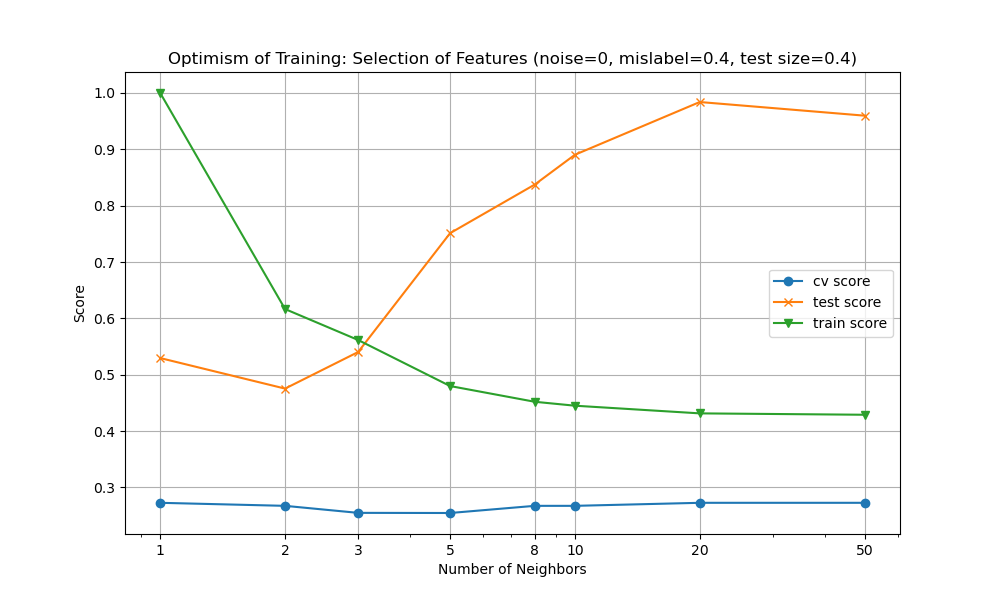 Optimism of Training: Selection of Features (noise=0, mislabel=0.4, test size=0.4)
1.0
0.9
0.8
0.7
0.6
0.5
0.4
0.3
Score
cv score
test score
train score
1 2 3 5 8 10 20 50
Number of Neighbors